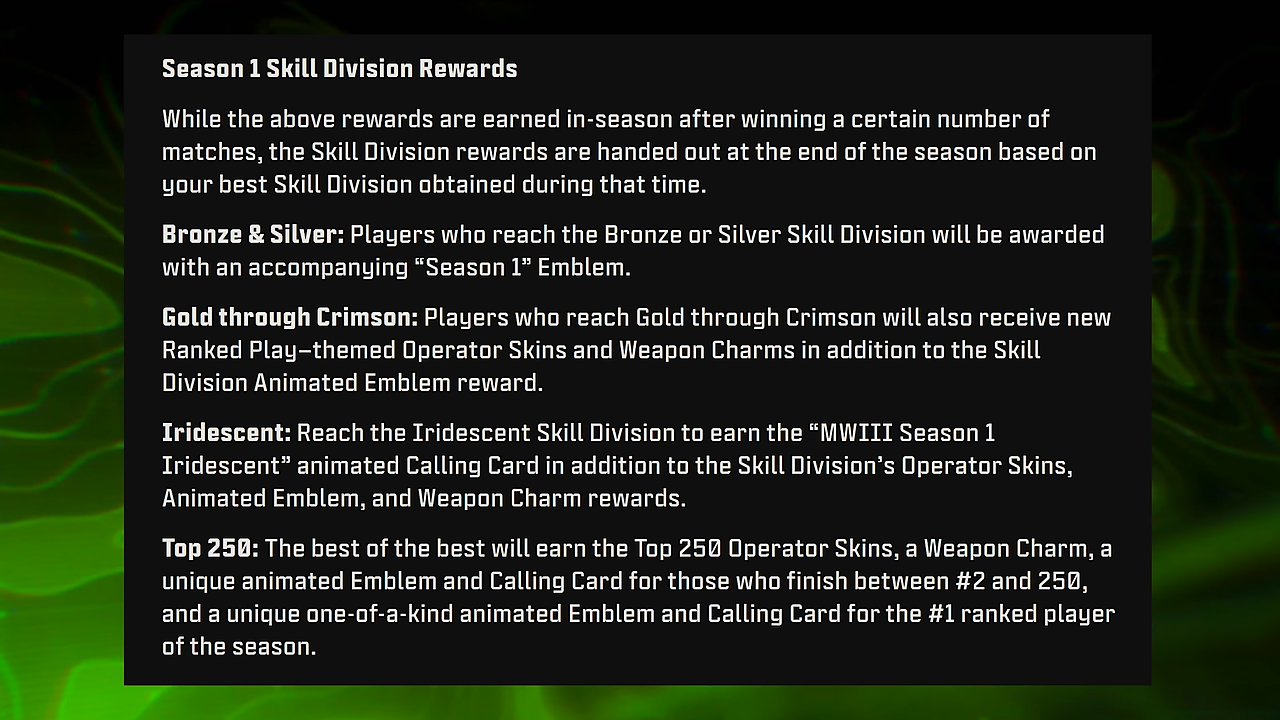 Season 1 Skill Division Rewards
While the above rewards are earned in-season after winning a certain number of
matches, the Skill Division rewards are handed out at the end of the season based on
your best Skill Division obtained during that time.
Bronze & Silver: Players who reach the Bronze or Silver Skill Division will be awarded
with an accompanying “Season 1” Emblem.
Gold through Crimson: Players who reach Gold through Crimson will also receive new
Ranked Play–themed Operator Skins and Weapon Charms in addition to the Skill
Division Animated Emblem reward.
Iridescent: Reach the Iridescent Skill Division to earn the “MWIII Season 1
Iridescent” animated Calling Card in addition to the Skill Division’s Operator Skins,
Animated Emblem, and Weapon Charm rewards.
Top 250: The best of the best will earn the Top 250 Operator Skins, a Weapon Charm, a
unique animated Emblem and Calling Card for those who finish between #2 and 250,
and a unique one-of-a-kind animated Emblem and Calling Card for the #1 ranked player
of the season.